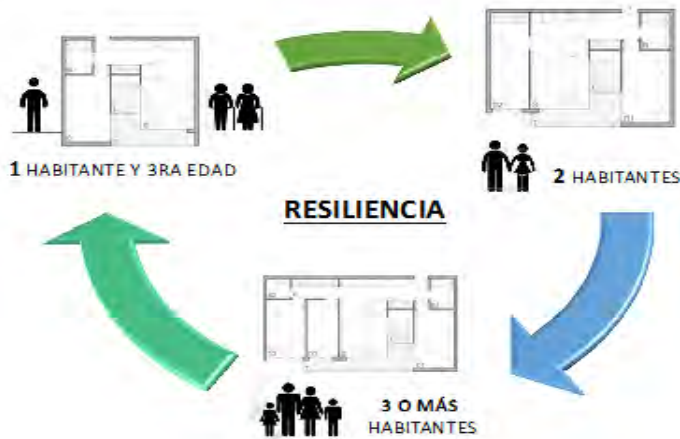 1 HABITANTE Y 3RA EDAD
2 HABITANTES
RESILIENCIA
3 O MÁS
HABITANTES